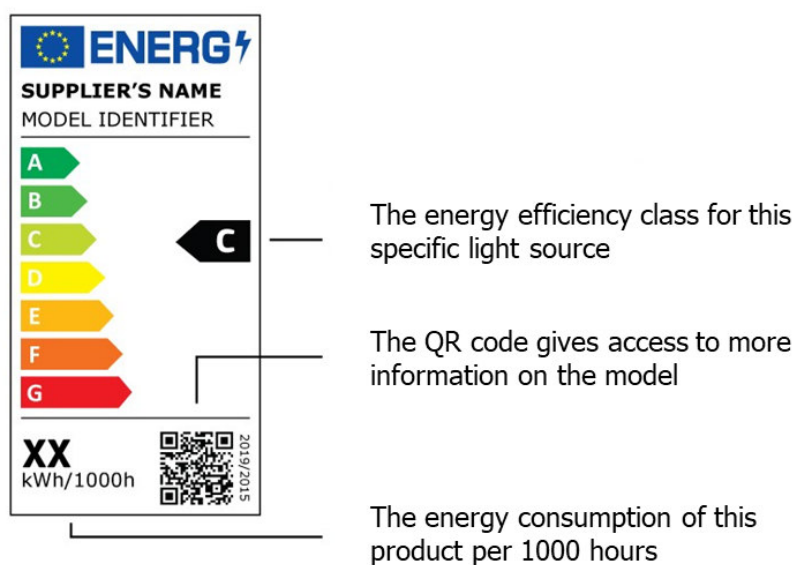 ENERG
SUPPLIER'S NAME
MODEL IDENTIFIER
A
B
C
C
D
E
F
G
XX
kWh/1000h
2019/2015
The energy efficiency class for this
specific light source
The QR code gives access to more
information on the model
The energy consumption of this
product per 1000 hours